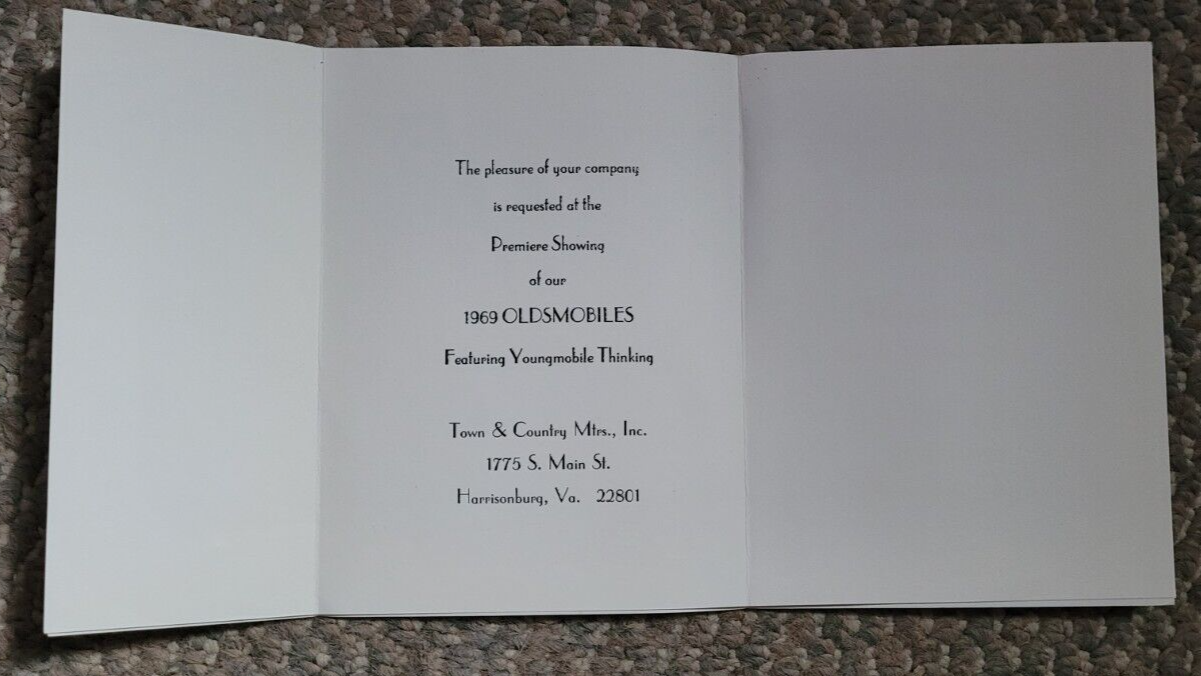 The pleasure of your company
is requested at the
Premiere Showing
of our
1969 OLDSMOBILES
Featuring Youngmobile Thinking
Town & Country Mtrs., Inc.
1775 S. Main St.
Harrisonburg, Va. 22801